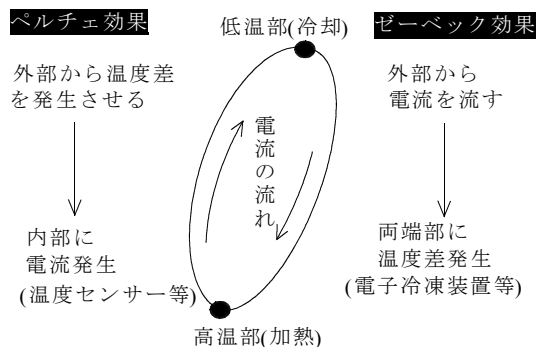 ペルチェ効果
外部から温度差
を発生させる
内部に
電流発生
(温度センサー等)
低温部(冷却)
電流の流れ
高温部(加熱)
ゼーベック効果
外部から
電流を流す
両端部に
温度差発生
(電子冷凍装置等)